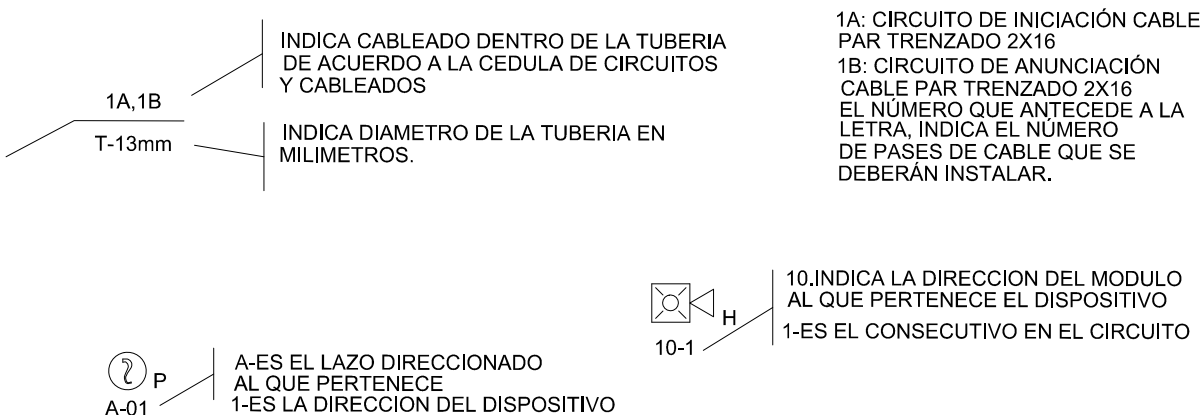 INDICA CABLEADO DENTRO DE LA TUBERIA
DE ACUERDO A LA CEDULA DE CIRCUITOS
Y CABLEADOS
1A,1B
T-13mm
INDICA DIAMETRO DE LA TUBERIA EN
MILIMETROS.
1A: CIRCUITO DE INICIACIÓN CABLE
PAR TRENZADO 2X16
1B: CIRCUITO DE ANUNCIACIÓN
CABLE PAR TRENZADO 2X16
EL NÚMERO QUE ANTECEDE A LA
LETRA, INDICA EL NÚMERO
DE PASES DE CABLE QUE SE
DEBERÁN INSTALAR.
H
10-1
10.INDICA LA DIRECCION DEL MODULO
AL QUE PERTENECE EL DISPOSITIVO
1-ES EL CONSECUTIVO EN EL CIRCUITO
P
A-01
A-ES EL LAZO DIRECCIONADO
AL QUE PERTENECE
1-ES LA DIRECCION DEL DISPOSITIVO